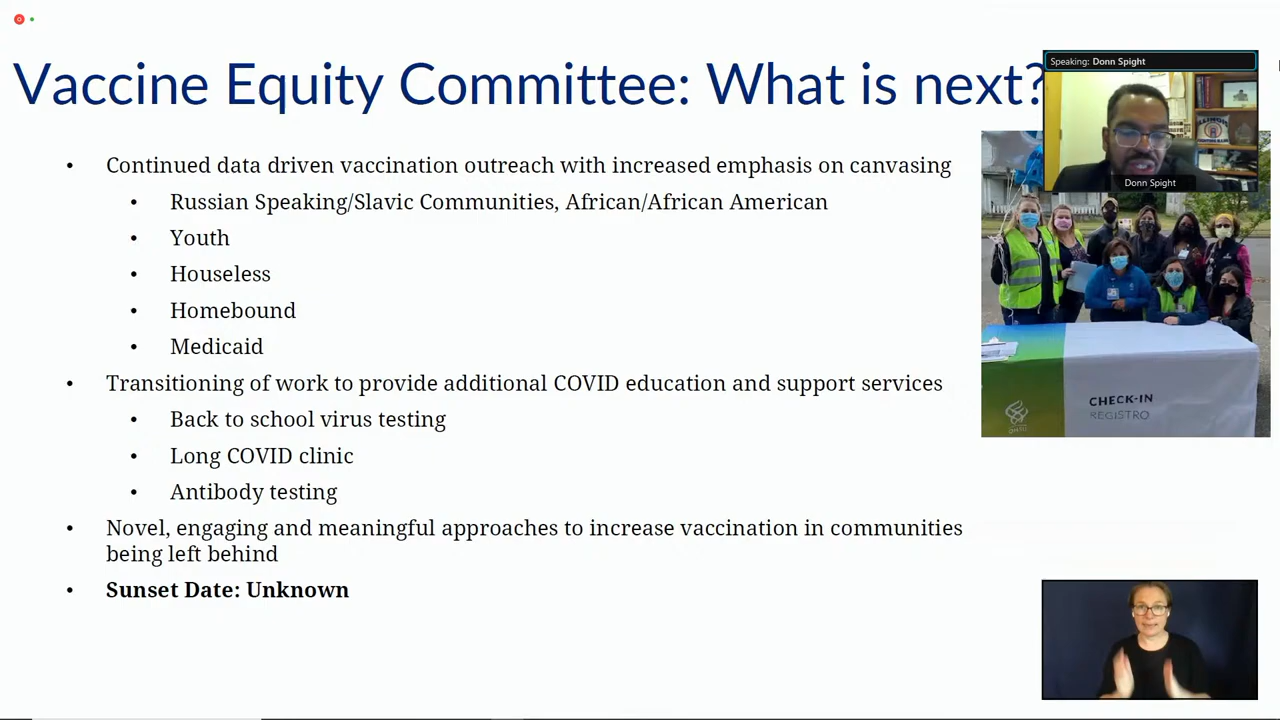 Vaccine Equity Committee: What is next?
Speaking: Donn Spight
ILLINOIS
Donn Spight
• Continued data driven vaccination outreach with increased emphasis on canvasing
• Russian Speaking/Slavic Communities, African/African American
• Youth
• Houseless
• Homebound
• Medicaid
• Transitioning of work to provide additional COVID education and support services
• Back to school virus testing
• Long COVID clinic
• Antibody testing
• Novel, engaging and meaningful approaches to increase vaccination in communities
being left behind
• Sunset Date: Unknown
CHECK-IN
REGISTRO
OHSU